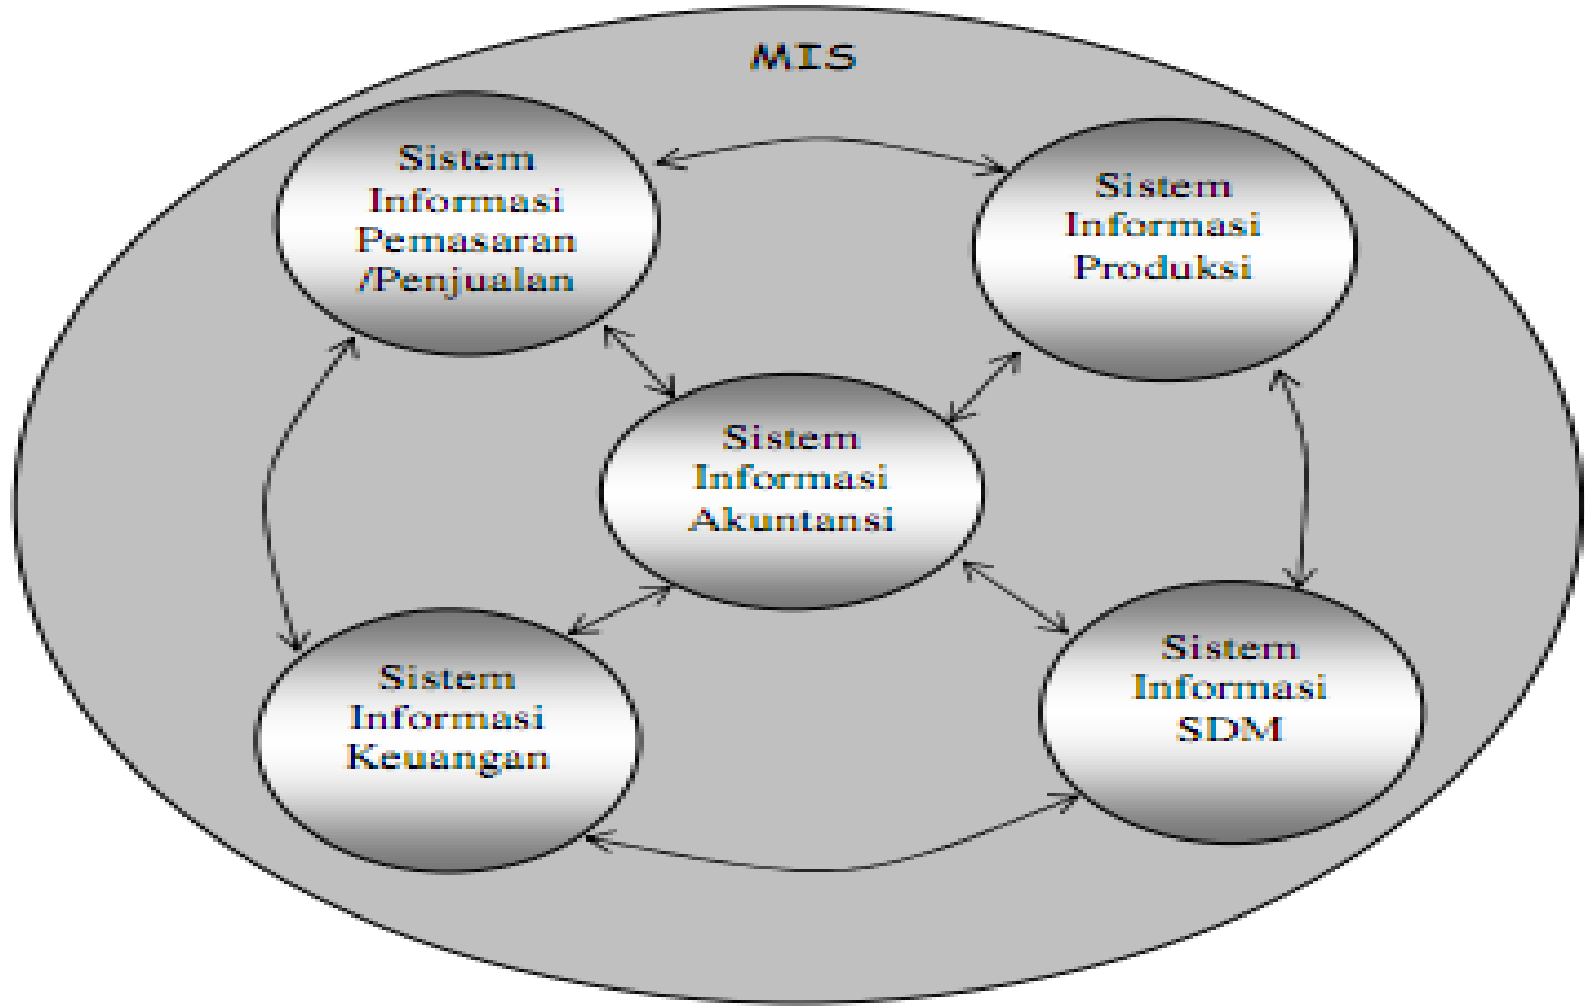 MIS
Sistem
Informasi
Pemasaran
/Penjualan
Sistem
Informasi
Produksi
Sistem
Informasi
Akuntansi
Sistem
Informasi
Keuangan
Sistem
Informasi
SDM